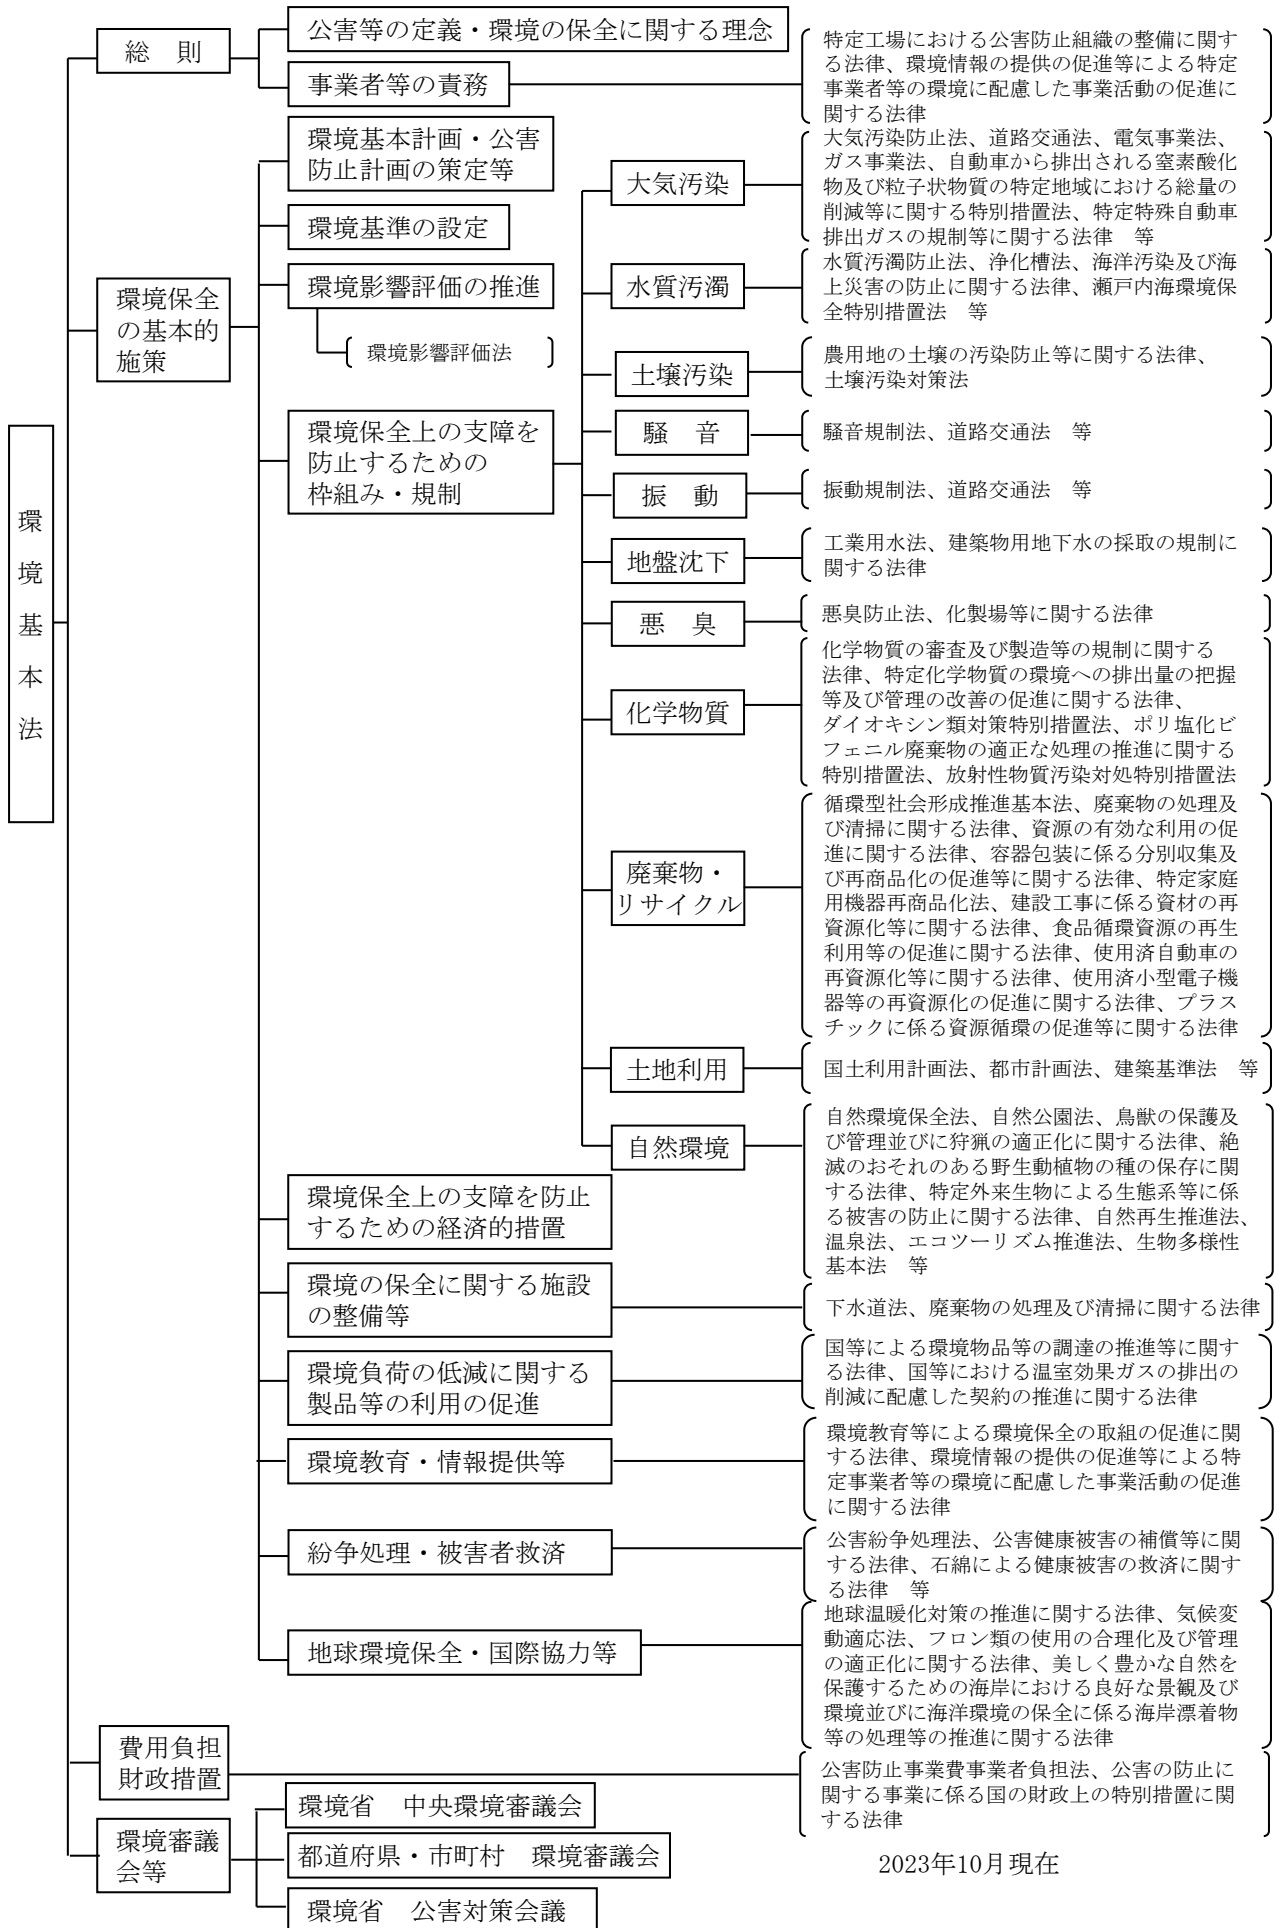 環境基本法
総　則
公害等の定義・環境の保全に関する理念
事業者等の責務
特定工場における公害防止組織の整備に関す
る法律、環境情報の提供の促進等による特定
事業者等の環境に配慮した事業活動の促進に
関する法律
環境保全
の基本的
施策
環境基本計画・公害
防止計画の策定等
環境基準の設定
環境影響評価の推進
環境影響評価法
環境保全上の支障を
防止するための
枠組み・規制
大気汚染
大気汚染防止法、道路交通法、電気事業法、
ガス事業法、自動車から排出される窒素酸化
物及び粒子状物質の特定地域における総量の
削減等に関する特別措置法、特定特殊自動車
排出ガスの規制等に関する法律　等
水質汚濁
水質汚濁防止法、浄化槽法、海洋汚染及び海
上災害の防止に関する法律、瀬戸内海環境保
全特別措置法　等
土壌汚染
農用地の土壌の汚染防止等に関する法律、
土壌汚染対策法
騒　音
騒音規制法、道路交通法　等
振　動
振動規制法、道路交通法　等
地盤沈下
工業用水法、建築物用地下水の採取の規制に
関する法律
悪　臭
悪臭防止法、化製場等に関する法律
化学物質
化学物質の審査及び製造等の規制に関する
法律、特定化学物質の環境への排出量の把握
等及び管理の改善の促進に関する法律、
ダイオキシン類対策特別措置法、ポリ塩化ビ
フェニル廃棄物の適正な処理の推進に関する
特別措置法、放射性物質汚染対処特別措置法
廃棄物・
リサイクル
循環型社会形成推進基本法、廃棄物の処理及
び清掃に関する法律、資源の有効な利用の促
進に関する法律、容器包装に係る分別収集及
び再商品化の促進等に関する法律、特定家庭
用機器再商品化法、建設工事に係る資材の再
資源化等に関する法律、食品循環資源の再生
利用等の促進に関する法律、使用済自動車の
再資源化等に関する法律、使用済小型電子機
器等の再資源化の促進に関する法律、プラス
チックに係る資源循環の促進等に関する法律
土地利用
国土利用計画法、都市計画法、建築基準法　等
自然環境
自然環境保全法、自然公園法、鳥獣の保護及
び管理並びに狩猟の適正化に関する法律、絶
滅のおそれのある野生動植物の種の保存に関
する法律、特定外来生物による生態系等に係
る被害の防止に関する法律、自然再生推進法、
温泉法、エコツーリズム推進法、生物多様性
基本法　等
環境保全上の支障を防止
するための経済的措置
環境の保全に関する施設
の整備等
下水道法、廃棄物の処理及び清掃に関する法律
環境負荷の低減に関する
製品等の利用の促進
国等による環境物品等の調達の推進等に関す
る法律、国等における温室効果ガスの排出の
削減に配慮した契約の推進に関する法律
環境教育・情報提供等
環境教育等による環境保全の取組の促進に関
する法律、環境情報の提供の促進等による特
定事業者等の環境に配慮した事業活動の促進
に関する法律
紛争処理・被害者救済
公害紛争処理法、公害健康被害の補償等に関
する法律、石綿による健康被害の救済に関す
る法律　等
地球環境保全・国際協力等
地球温暖化対策の推進に関する法律、気候変
動適応法、フロン類の使用の合理化及び管理
の適正化に関する法律、美しく豊かな自然を
保護するための海岸における良好な景観及び
環境並びに海洋環境の保全に係る海岸漂着物
等の処理等の推進に関する法律
費用負担
財政措置
公害防止事業費事業者負担法、公害の防止に
関する事業に係る国の財政上の特別措置に関
する法律
環境審議
会等
環境省　中央環境審議会
都道府県・市町村　環境審議会
環境省　公害対策会議
2023年10月現在